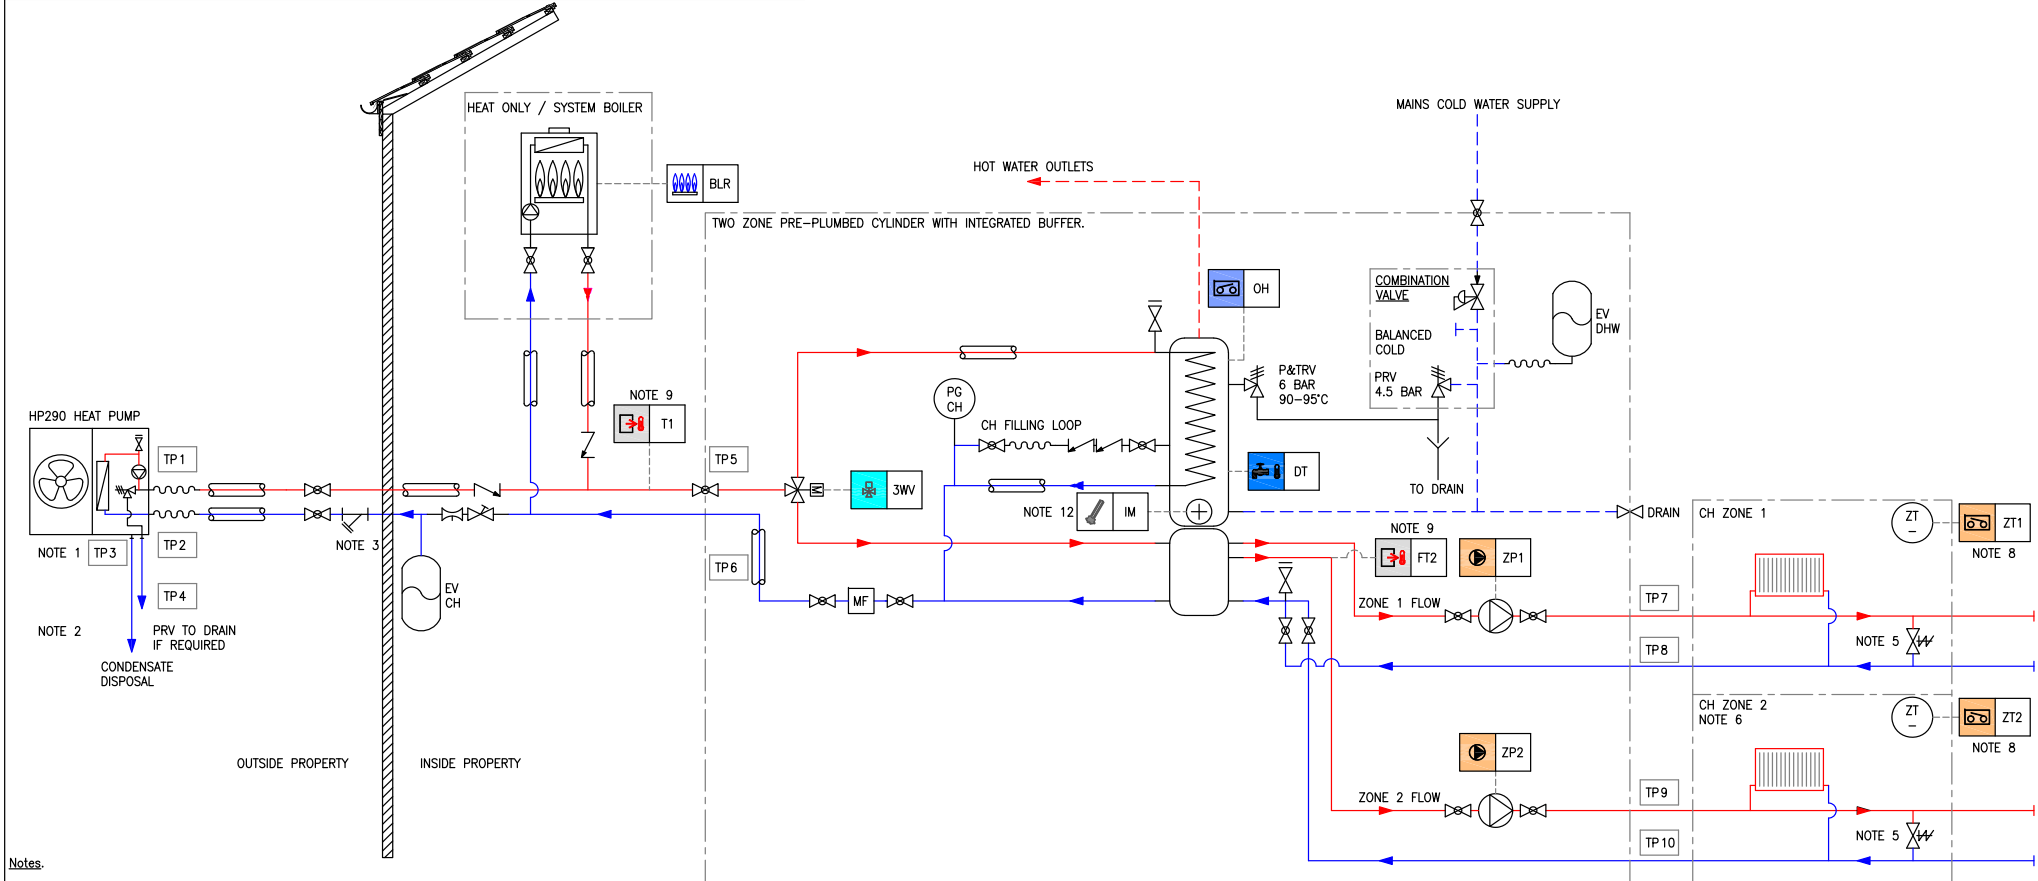 HEAT ONLY / SYSTEM BOILER
BLR
MAINS COLD WATER SUPPLY
HOT WATER OUTLETS
TWO ZONE PRE-PLUMBED CYLINDER WITH INTEGRATED BUFFER.
OH
COMBINATION
VALVE
BALANCED
COLD
PRV
4.5 BAR
EV
DHW
P&TRV
6 BAR
90-95°C
PG
CH
CH FILLING LOOP
NOTE 9
T1
HP290 HEAT PUMP
TP1
TP5
M
3WV
DT
TO DRAIN
NOTE 12
IM
DRAIN
CH ZONE 1
ZT
-
ZT1
NOTE 8
NOTE 1
TP3
TP2
NOTE 3
TP4
NOTE 2
PRV TO DRAIN
IF REQUIRED
CONDENSATE
DISPOSAL
EV
CH
TP6
MF
NOTE 9
FT2
ZP1
ZONE 1 FLOW
TP7
NOTE 5
TP8
CH ZONE 2
NOTE 6
ZT
-
ZT2
NOTE 8
ZP2
ZONE 2 FLOW
TP9
NOTE 5
TP10
OUTSIDE PROPERTY
INSIDE PROPERTY
Notes.